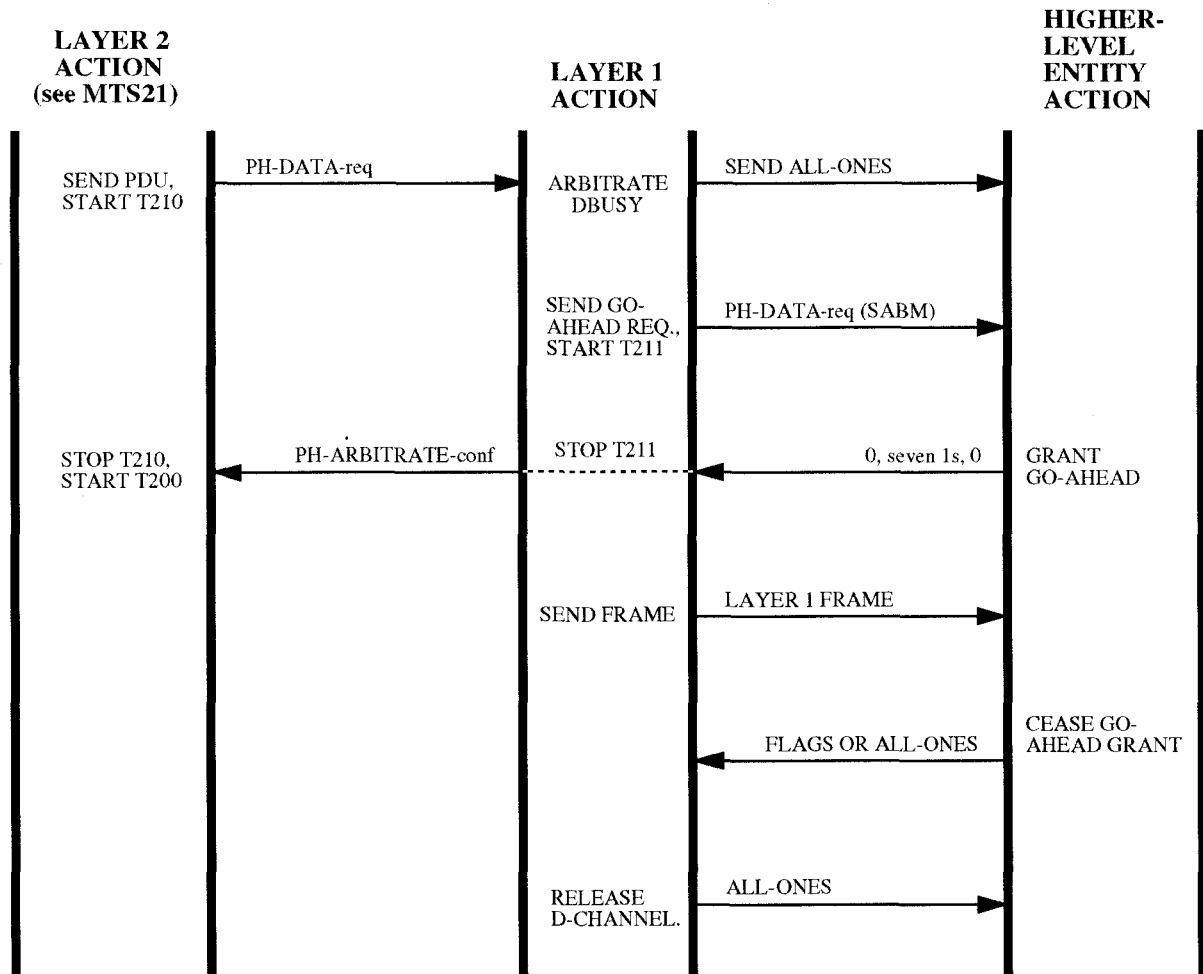 LAYER 2
ACTION
(see MTS21)
LAYER 1
ACTION
HIGHER-
LEVEL
ENTITY
ACTION
SEND PDU,
START T210
PH-DATA-req
ARBITRATE
DBUSY
SEND ALL-ONES
SEND GO-
AHEAD REQ.,
START T211
PH-DATA-req (SABM)
STOP T210,
START T200
PH-ARBITRATE-conf
STOP T211
0, seven 1s, 0
GRANT
GO-AHEAD
SEND FRAME
LAYER 1 FRAME
FLAGS OR ALL-ONES
CEASE GO-
AHEAD GRANT
RELEASE
D-CHANNEL.
ALL-ONES